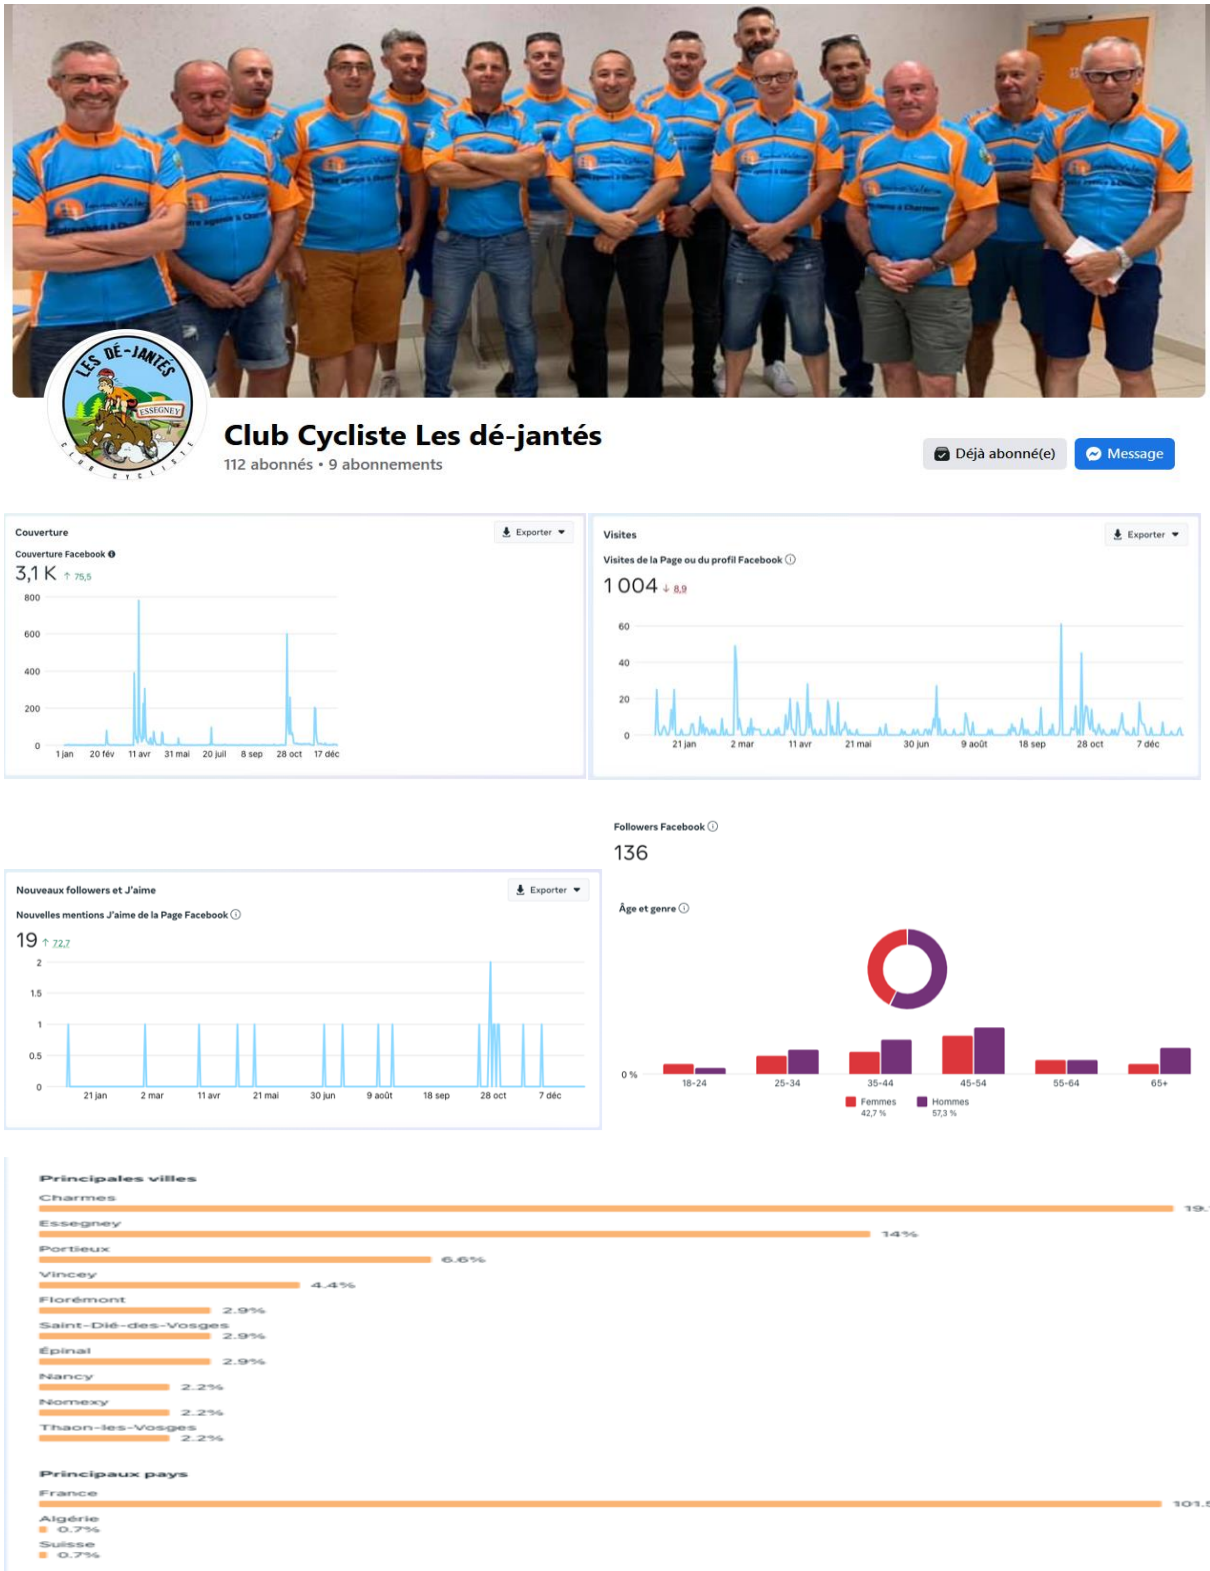 Immo Valérie
LES DÉ-JANTÉS
ESSEGNEY
CLUB CYCLISTE
Club Cycliste Les dé-jantés
112 abonnés • 9 abonnements
Déjà abonné(e)
Message
Couverture
Exporter
Couverture Facebook
3,1 K ↑ 75,5
800
600
400
200
0
1 jan 20 fév 11 avr 31 mai 20 juil 8 sep 28 oct 17 déc
Visites
Exporter
Visites de la Page ou du profil Facebook
1 004 ↓ 8,9
60
40
20
0
21 jan 2 mar 11 avr 21 mai 30 jun 9 août 18 sep 28 oct 7 déc
Nouveaux followers et J'aime
Exporter
Nouvelles mentions J'aime de la Page Facebook
19 ↑ 72,7
2
1.5
1
0.5
0
21 jan 2 mar 11 avr 21 mai 30 jun 9 août 18 sep 28 oct 7 déc
Followers Facebook
136
Âge et genre
0 %
18-24 25-34 35-44 45-54 55-64 65+
Femmes Hommes
42,7 % 57,3 %
Principales villes
Charmes
19.
Essegney
14%
Portieux
6.6%
Vincey
4.4%
Florémont
2.9%
Saint-Dié-des-Vosges
2.9%
Épinal
2.9%
Nancy
2.2%
Nomexy
2.2%
Thaon-les-Vosges
2.2%
Principaux pays
France
101.5
Algérie
0.7%
Suisse
0.7%